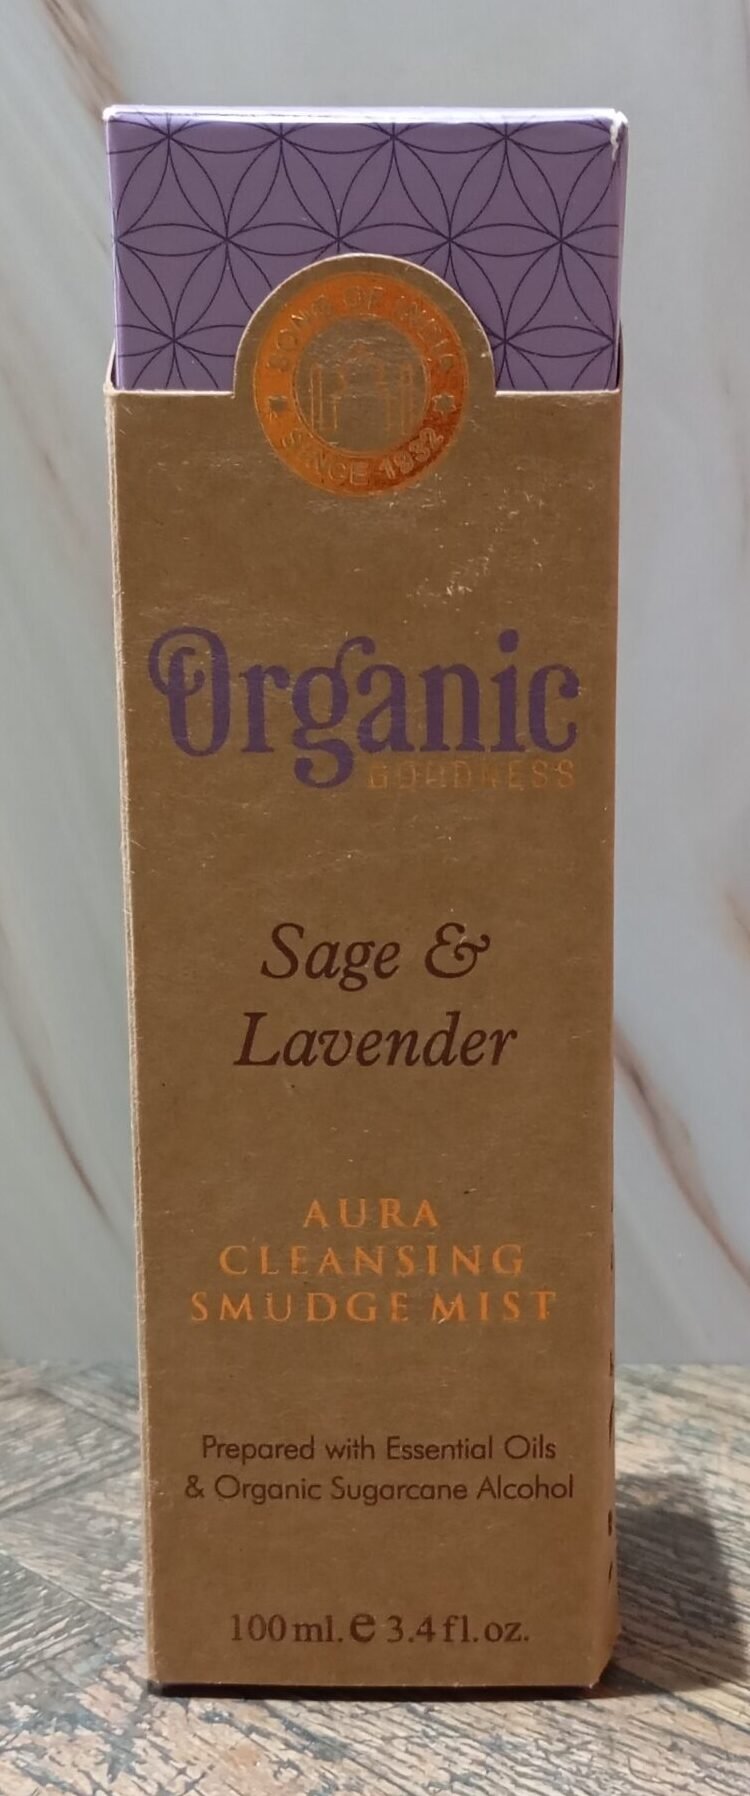 SONG OF INDIA
SINCE 1932
Organic
GOODNESS
Sage &
Lavender
AURA
CLEANSING
SMUDGE MIST
Prepared with Essential Oils
& Organic Sugarcane Alcohol
100 ml. e 3.4 fl. oz.